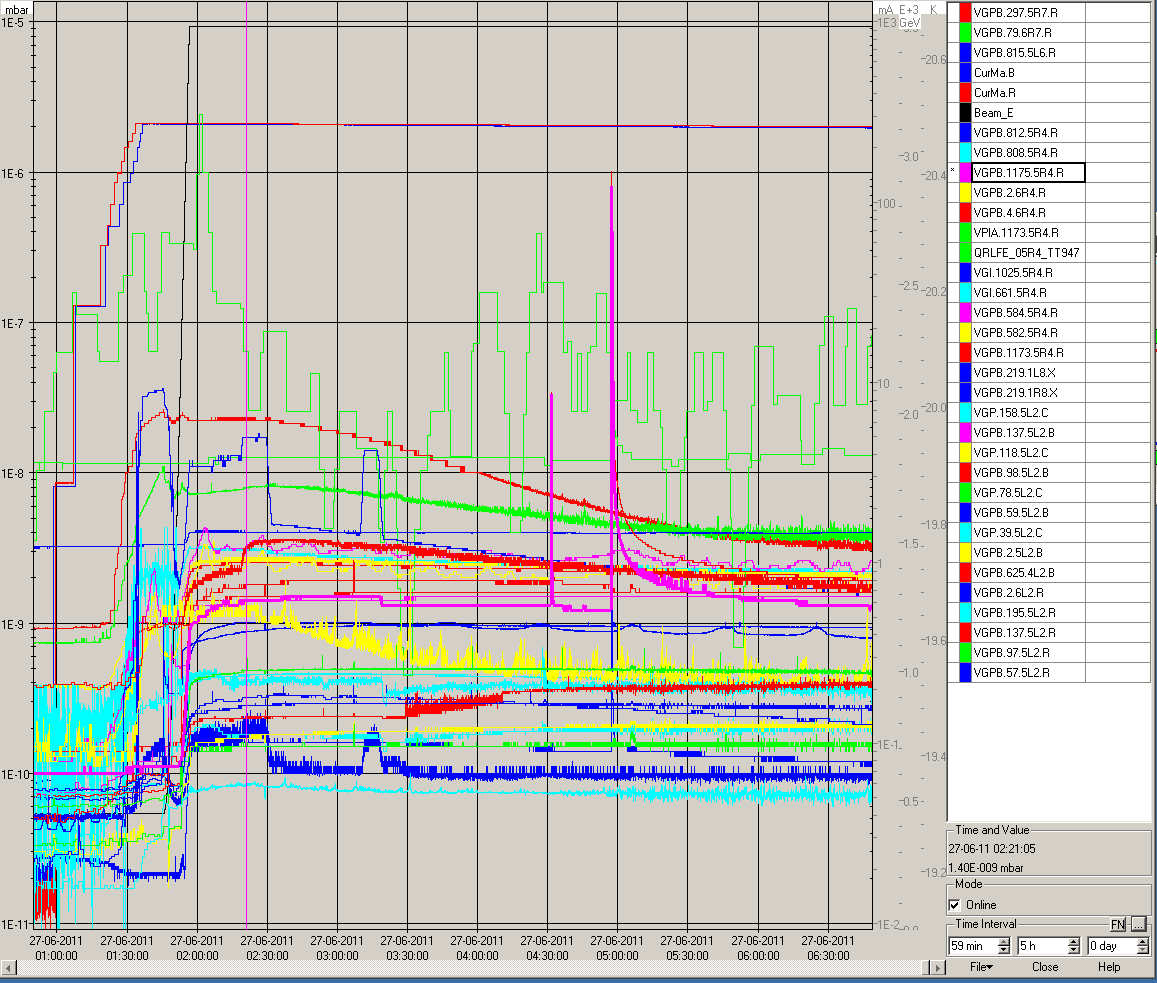 mbar
1E-5
1E-6
1E-7
1E-8
1E-9
1E-10
1E-11
mA E+3 K
1E3 GeV
3.0
100
2.5
10
2.0
1.5
1
1.0
1E-1
0.5
1E-2
20.6
20.4
20.2
20.0
19.8
19.6
19.4
19.2
27-06-2011 27-06-2011 27-06-2011 27-06-2011 27-06-2011 27-06-2011 27-06-2011 27-06-2011 27-06-2011 27-06-2011 27-06-2011 27-06-2011
01:00:00 01:30:00 02:00:00 02:30:00 03:00:00 03:30:00 04:00:00 04:30:00 05:00:00 05:30:00 06:00:00 06:30:00
VGPB.297.5R7.R
VGPB.79.6R7.R
VGPB.815.5L6.R
CurMa.B
CurMa.R
Beam_E
VGPB.812.5R4.R
VGPB.808.5R4.R
* VGPB.1175.5R4.R
VGPB.2.6R4.R
VGPB.4.6R4.R
VPIA.1173.5R4.R
QRLFE_05R4_TT947
VGI.1025.5R4.R
VGI.661.5R4.R
VGPB.584.5R4.R
VGPB.582.5R4.R
VGPB.1173.5R4.R
VGPB.219.1L8.X
VGPB.219.1R8.X
VGP.158.5L2.C
VGPB.137.5L2.B
VGP.118.5L2.C
VGPB.98.5L2.B
VGP.78.5L2.C
VGPB.59.5L2.B
VGP.39.5L2.C
VGPB.2.5L2.B
VGPB.625.4L2.B
VGPB.2.6L2.R
VGPB.195.5L2.R
VGPB.137.5L2.R
VGPB.97.5L2.R
VGPB.57.5L2.R
Time and Value
27-06-11 02:21:05
1.40E-009 mbar
Mode
Online
Time Interval FN ...
59 min 5 h 0 day
File Close Help